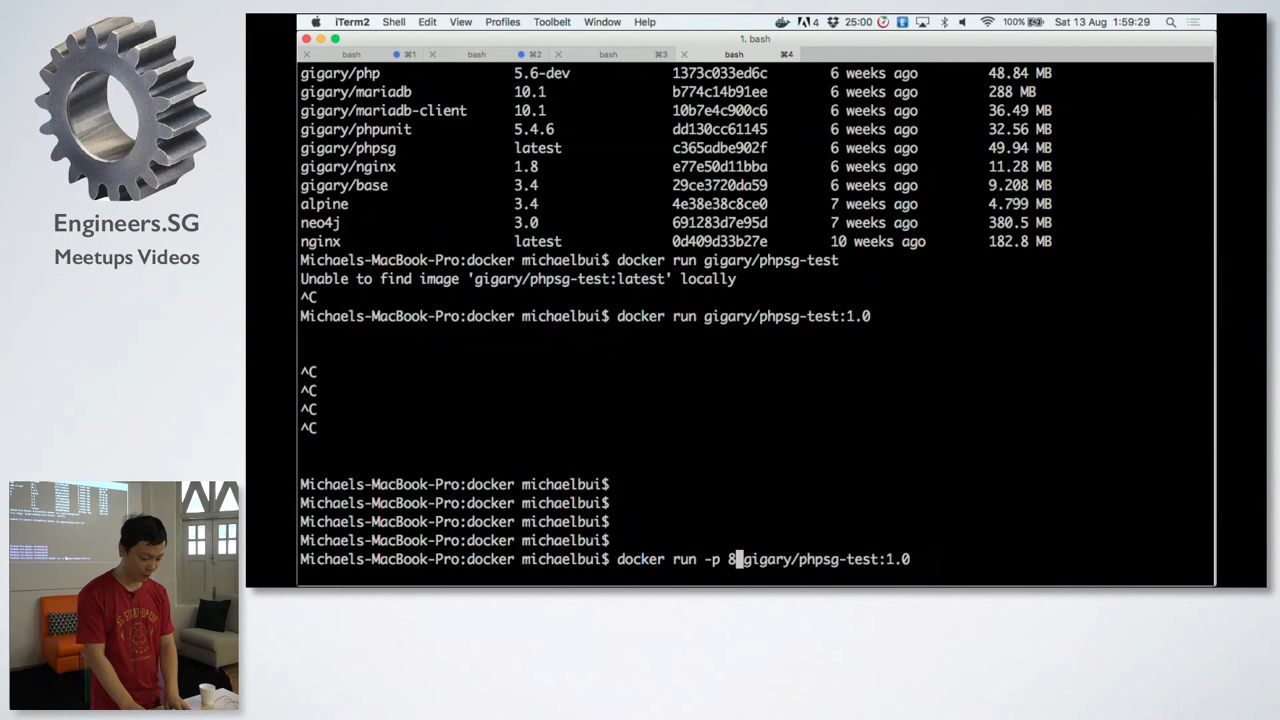 Engineers.SG
Meetups Videos
iTerm2 Shell Edit View Profiles Toolbelt Window Help 4 25:00 100% Sat 13 Aug 1:59:29
1. bash
bash ⌘1 bash ⌘2 bash ⌘3 bash ⌘4
gigary/php 5.6-dev 1373c033ed6c 6 weeks ago 48.84 MB
gigary/mariadb 10.1 b774c14b91ee 6 weeks ago 288 MB
gigary/mariadb-client 10.1 10b7e4c900c6 6 weeks ago 36.49 MB
gigary/phpunit 5.4.6 dd130cc61145 6 weeks ago 32.56 MB
gigary/phpsg latest c365adbe902f 6 weeks ago 49.94 MB
gigary/nginx 1.8 e77e50d11bba 6 weeks ago 11.28 MB
gigary/base 3.4 29ce3720da59 6 weeks ago 9.208 MB
alpine 3.4 4e38e38c8ce0 7 weeks ago 4.799 MB
neo4j 3.0 691283d7e95d 7 weeks ago 380.5 MB
nginx latest 0d409d33b27e 10 weeks ago 182.8 MB
Michaels-MacBook-Pro:docker michaelbui$ docker run gigary/phpsg-test
Unable to find image 'gigary/phpsg-test:latest' locally
^C
Michaels-MacBook-Pro:docker michaelbui$ docker run gigary/phpsg-test:1.0
^C
^C
^C
^C
Michaels-MacBook-Pro:docker michaelbui$
Michaels-MacBook-Pro:docker michaelbui$
Michaels-MacBook-Pro:docker michaelbui$
Michaels-MacBook-Pro:docker michaelbui$
Michaels-MacBook-Pro:docker michaelbui$ docker run -p 8 gigary/phpsg-test:1.0